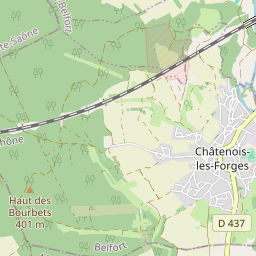 Belfort
te-Saône
Châtenois-
les-Forges
hône
Haut des
Bourbets
401 m
D 437
Belfort